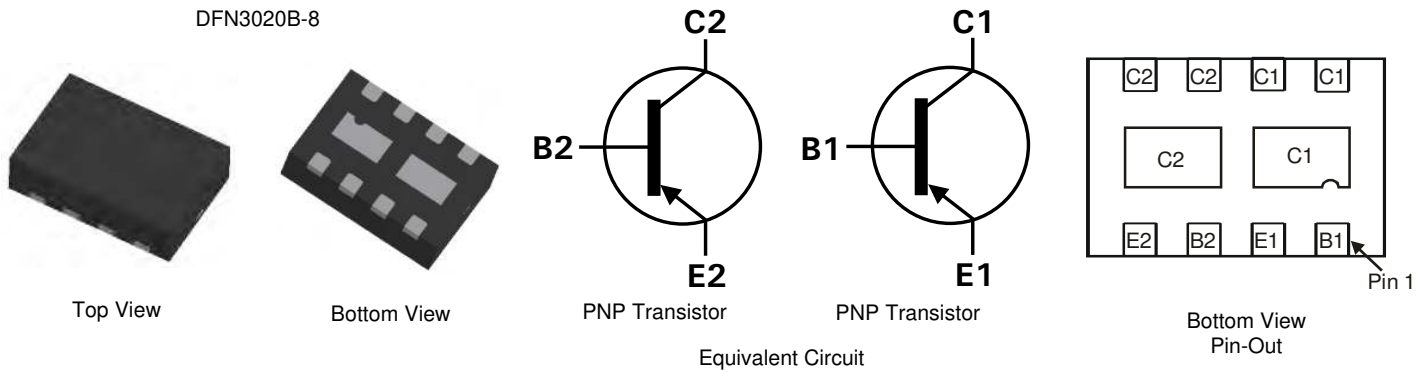 DFN3020B-8
Top View
Bottom View
C2
B2
E2
PNP Transistor
C1
B1
E1
PNP Transistor
Equivalent Circuit
C2 C2 C1 C1
C2 C1
E2 B2 E1 B1
Pin 1
Bottom View
Pin-Out